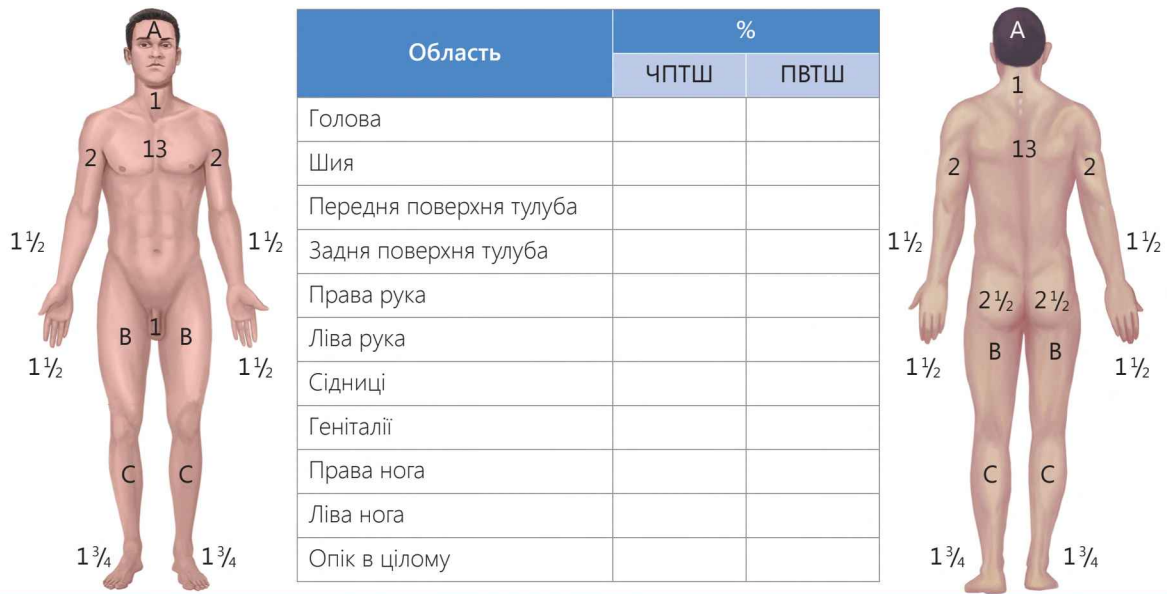 A
1
2 13 2
1½ 1½
B 1 B
1½ 1½
C C
1¾ 1¾
Область %
ЧПТШ ПВТШ
Голова
Шия
Передня поверхня тулуба
Задня поверхня тулуба
Права рука
Ліва рука
Сідниці
Геніталії
Права нога
Ліва нога
Опік в цілому
A
1
2 13 2
1½ 1½
2½ 2½
B B
1½ 1½
C C
1¾ 1¾